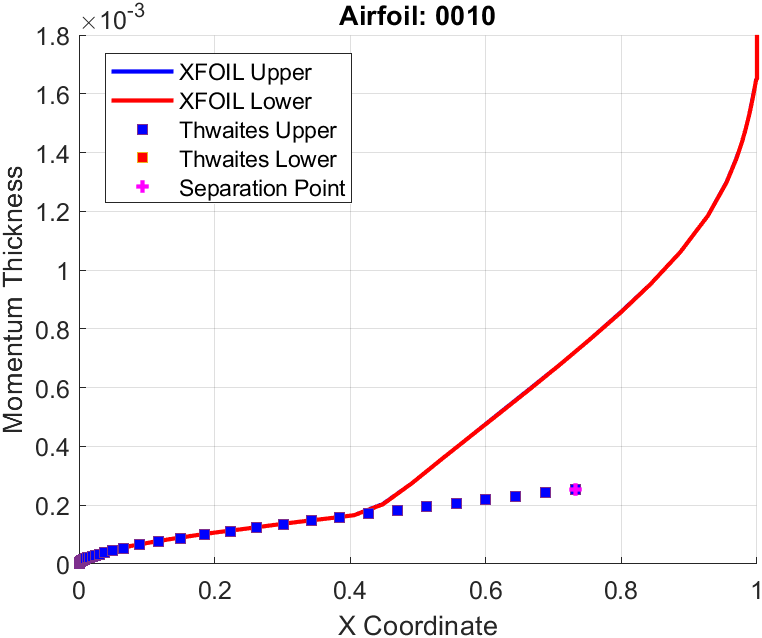 Airfoil: 0010
×10⁻³
1.8
1.6
1.4
1.2
1
0.8
0.6
0.4
0.2
0
Momentum Thickness
XFOIL Upper
XFOIL Lower
Thwaites Upper
Thwaites Lower
Separation Point
0 0.2 0.4 0.6 0.8 1
X Coordinate